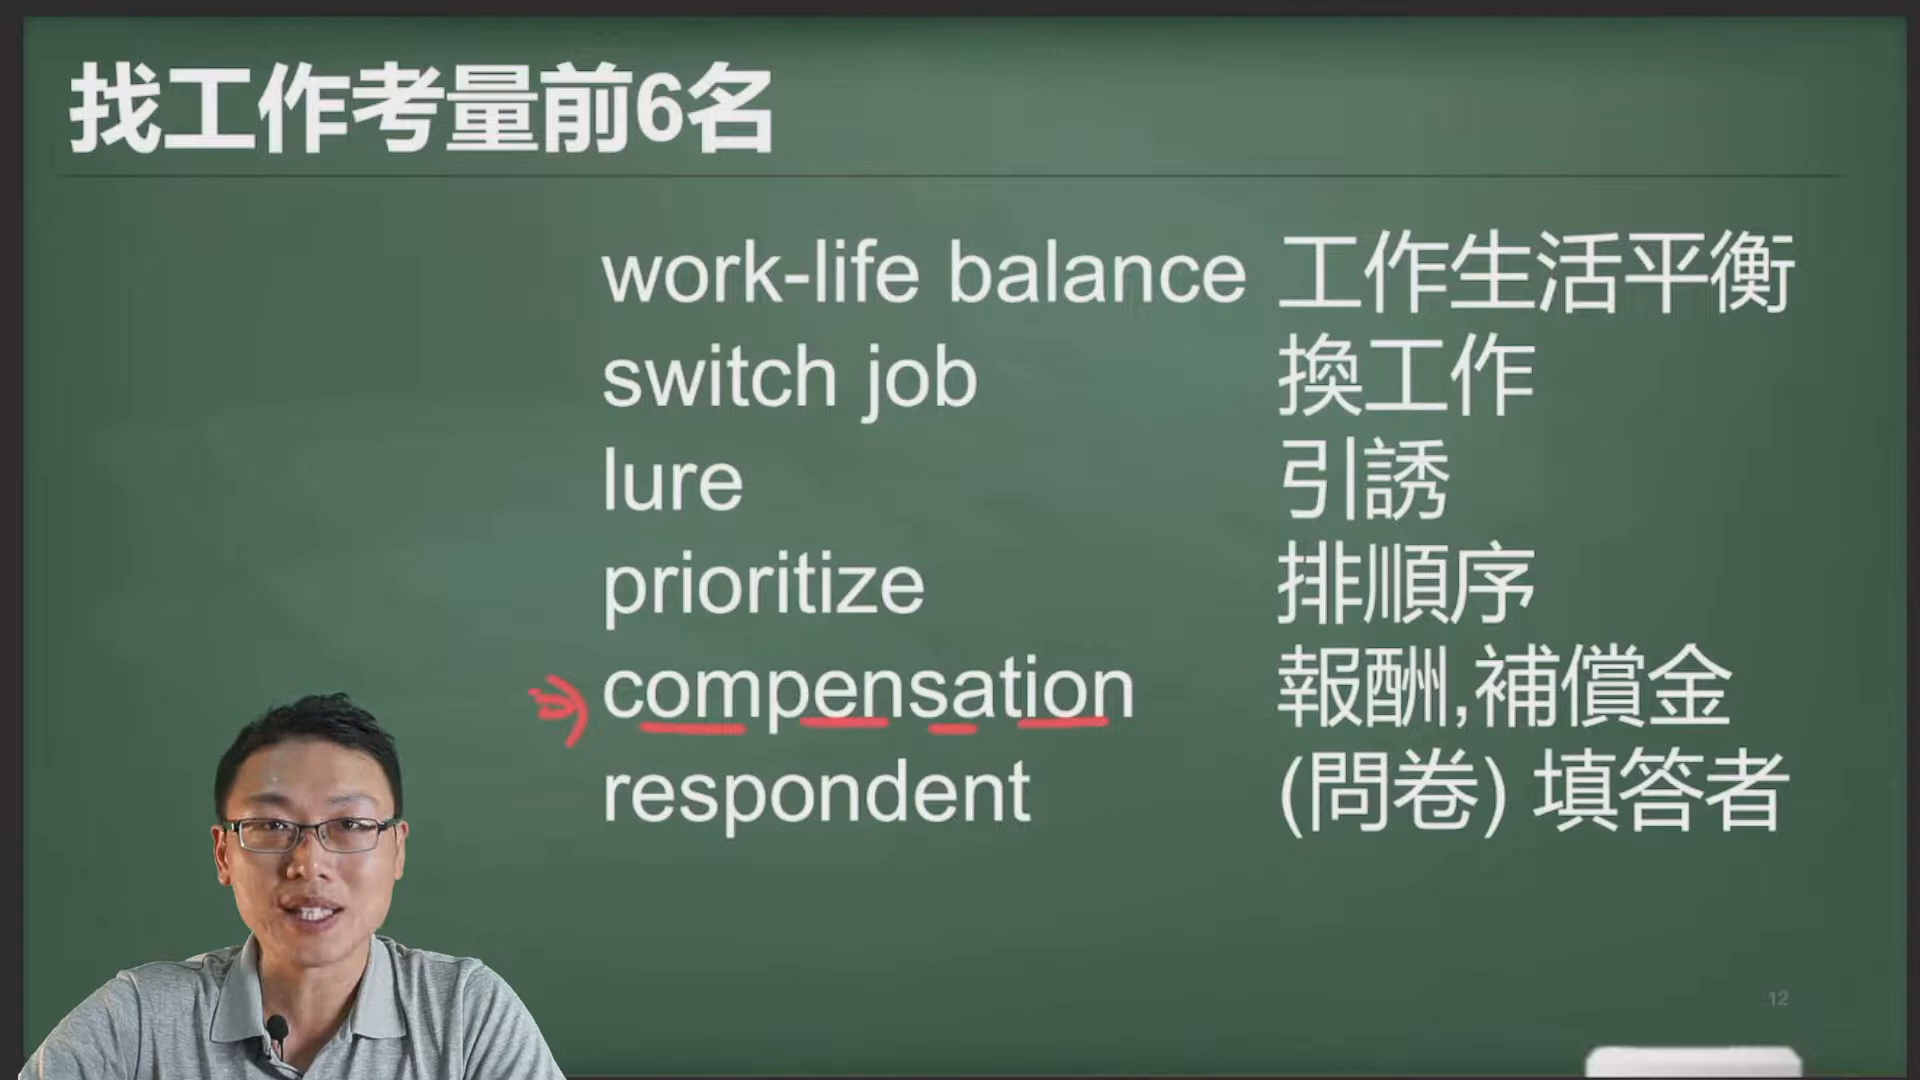 找工作考量前6名
work-life balance 工作生活平衡
switch job 換工作
lure 引誘
prioritize 排順序
compensation 報酬,補償金
respondent (問卷) 填答者
12